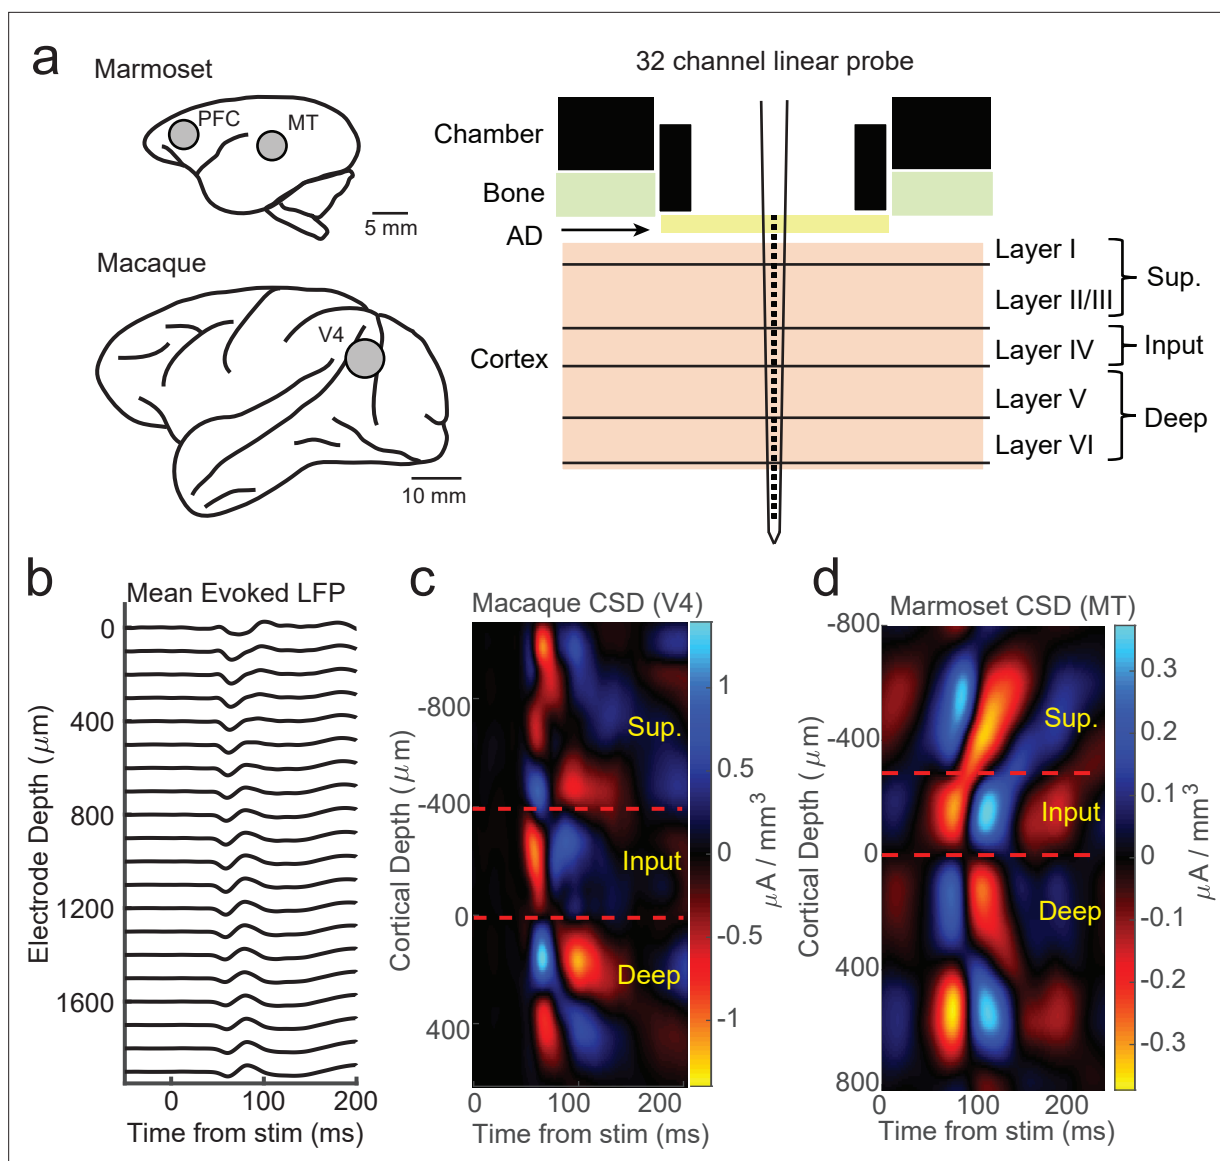 a
Marmoset
PFC
MT
5 mm
Macaque
V4
10 mm
32 channel linear probe
Chamber
Bone
AD
Cortex
Layer I
Layer II/III
Layer IV
Layer V
Layer VI
Sup.
Input
Deep
b
Mean Evoked LFP
0
400
800
1200
1600
Electrode Depth (μm)
0
100
200
Time from stim (ms)
c
Macaque CSD (V4)
-800
-400
0
400
Cortical Depth (μm)
Sup.
Input
Deep
0
100
200
Time from stim (ms)
1
0.5
0
-0.5
-1
μA / mm³
d
Marmoset CSD (MT)
-800
-400
0
400
800
Cortical Depth (μm)
Sup.
Input
Deep
0
100
200
Time from stim (ms)
0.3
0.2
0.1
0
-0.1
-0.2
-0.3
μA / mm³